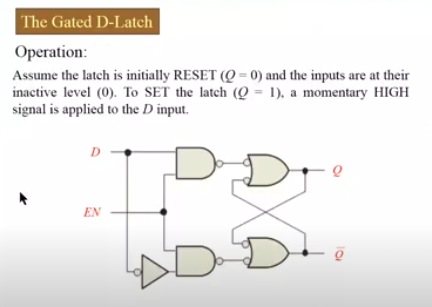 The Gated D-Latch
Operation:
Assume the latch is initially RESET (Q = 0) and the inputs are at their
inactive level (0). To SET the latch (Q = 1), a momentary HIGH
signal is applied to the D input.
D
Q
EN
Q̅